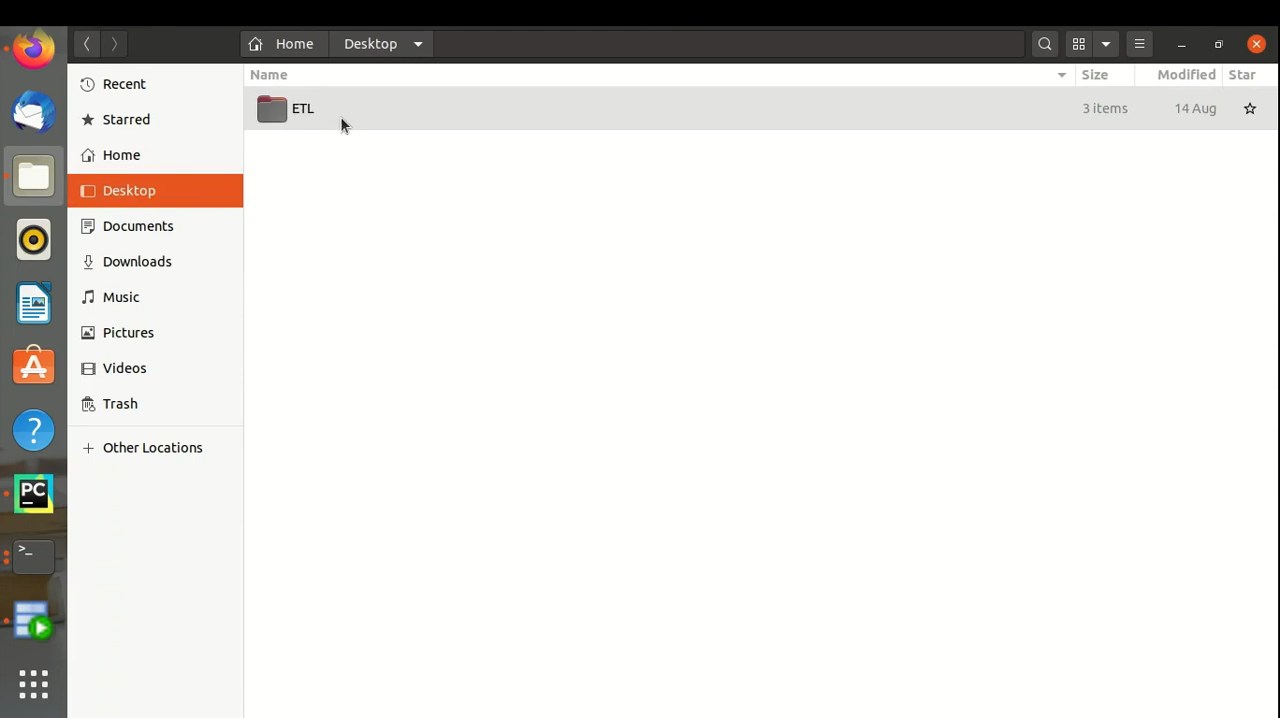 Home
Desktop
Name
Size
Modified
Star
Recent
ETL
3 items
14 Aug
Starred
Home
Desktop
Documents
Downloads
Music
Pictures
Videos
Trash
Other Locations
?
PC
>_